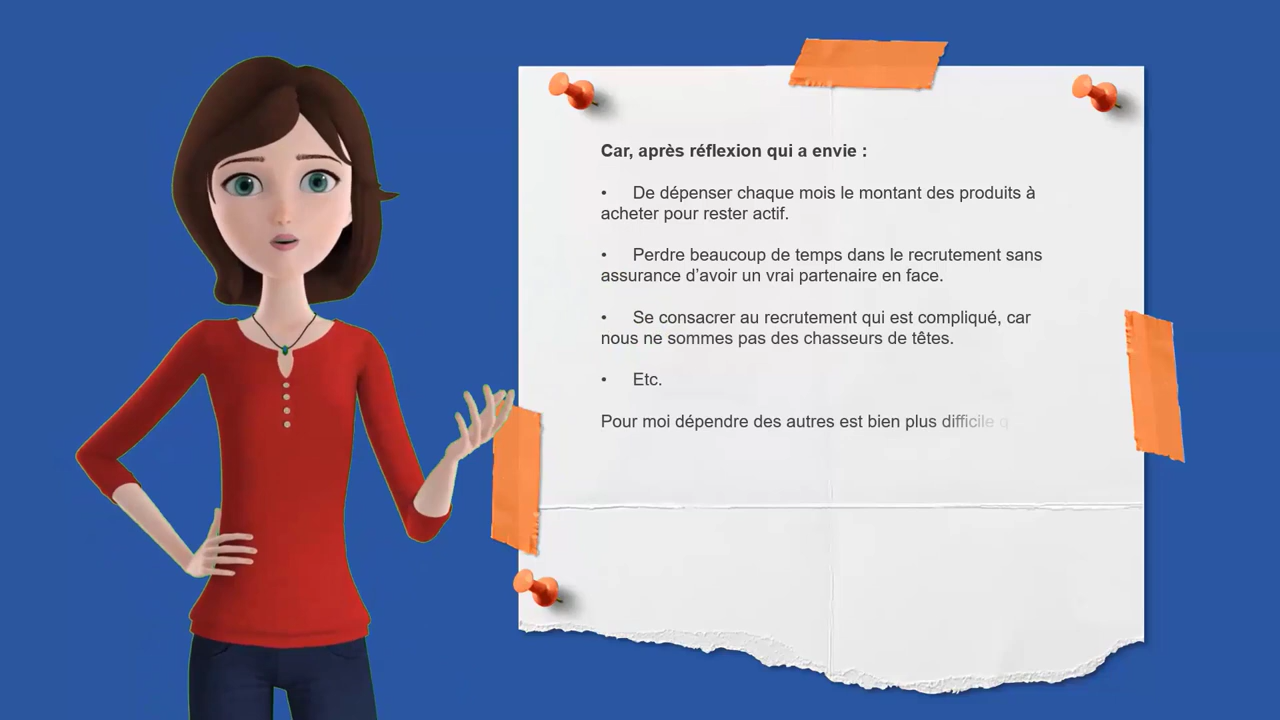 Car, après réflexion qui a envie :
• De dépenser chaque mois le montant des produits à
acheter pour rester actif.
• Perdre beaucoup de temps dans le recrutement sans
assurance d’avoir un vrai partenaire en face.
• Se consacrer au recrutement qui est compliqué, car
nous ne sommes pas des chasseurs de têtes.
• Etc.
Pour moi dépendre des autres est bien plus difficile